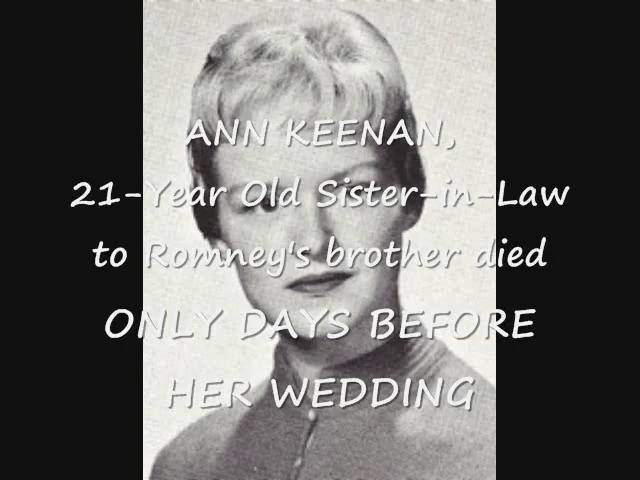 ANN KEENAN,
21-Year Old Sister-in-Law
to Romney's brother died
ONLY DAYS BEFORE
HER WEDDING